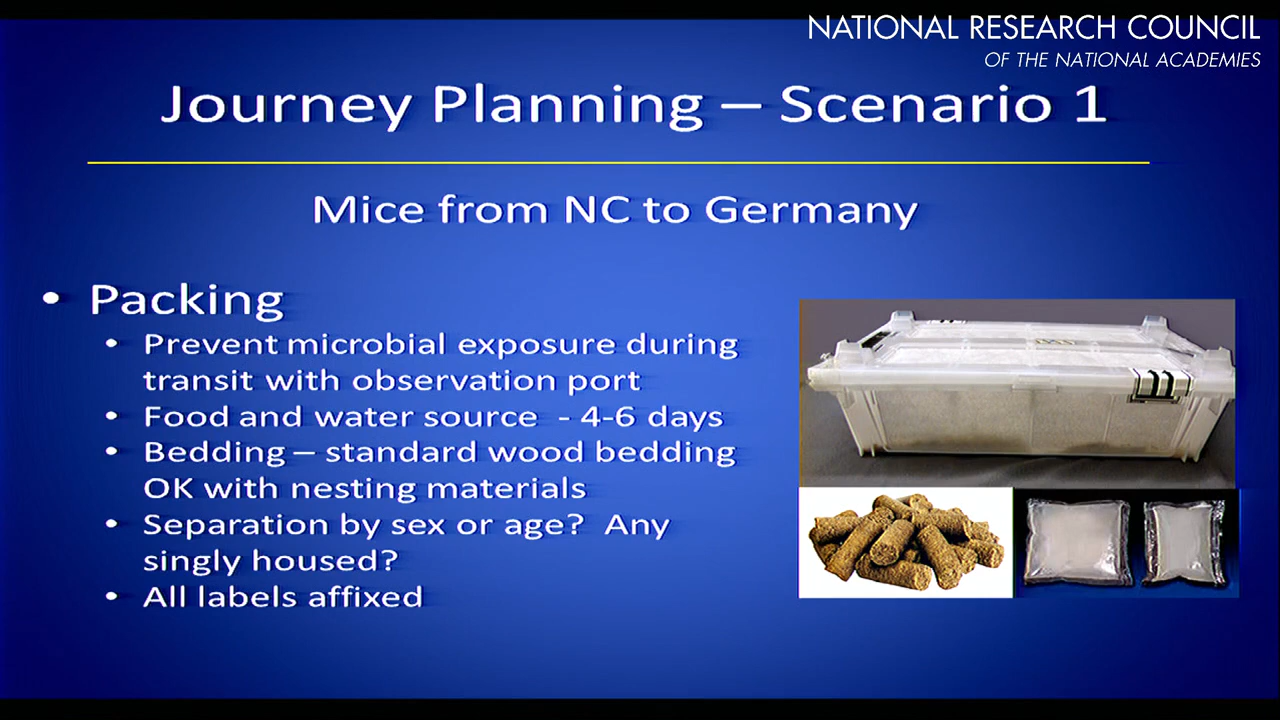 NATIONAL RESEARCH COUNCIL
OF THE NATIONAL ACADEMIES
Journey Planning – Scenario 1
Mice from NC to Germany
• Packing
• Prevent microbial exposure during
transit with observation port
• Food and water source - 4-6 days
• Bedding – standard wood bedding
OK with nesting materials
• Separation by sex or age? Any
singly housed?
• All labels affixed